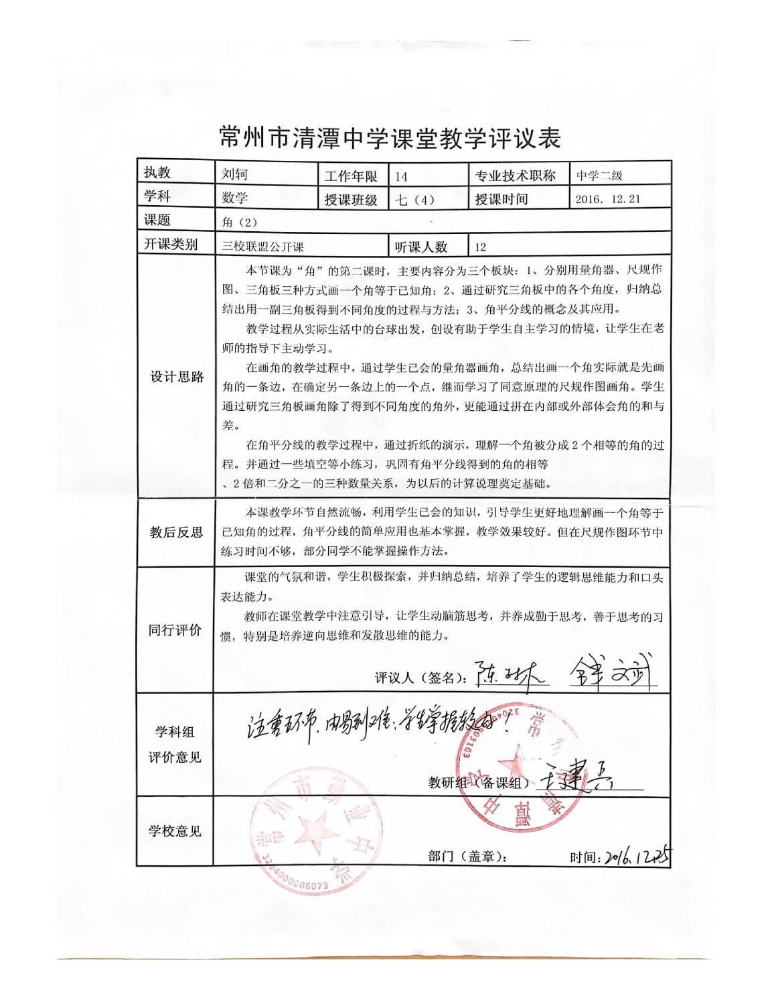 常州市清潭中学课堂教学评议表
执教 刘轲 工作年限 14 专业技术职称 中学二级
学科 数学 授课班级 七（4） 授课时间 2016. 12.21
课题 角（2）
开课类别 三校联盟公开课 听课人数 12
设计思路
本节课为“角”的第二课时，主要内容分为三个板块：1、分别用量角器、尺规作
图、三角板三种方式画一个角等于已知角；2、通过研究三角板中的各个角度，归纳总
结出用一副三角板得到不同角度的过程与方法；3、角平分线的概念及其应用。
教学过程从实际生活中的台球出发，创设有助于学生自主学习的情境，让学生在老
师的指导下主动学习。
在画角的教学过程中，通过学生已会的量角器画角，总结出画一个角实际就是先画
角的一条边，在确定另一条边上的一个点，继而学习了同意原理的尺规作图画角。学生
通过研究三角板画角除了得到不同角度的角外，更能通过拼在内部或外部体会角的和与
差。
在角平分线的教学过程中，通过折纸的演示，理解一个角被分成 2 个相等的角的过
程。并通过一些填空等小练习，巩固有角平分线得到的角的相等
、2 倍和二分之一的三种数量关系，为以后的计算说理奠定基础。
教后反思
本课教学环节自然流畅，利用学生已会的知识，引导学生更好地理解画一个角等于
已知角的过程，角平分线的简单应用也基本掌握，教学效果较好。但在尺规作图环节中
练习时间不够，部分同学不能掌握操作方法。
同行评价
课堂的气氛和谐，学生积极探索，并归纳总结，培养了学生的逻辑思维能力和口头
表达能力。
教师在课堂教学中注意引导，让学生动脑筋思考，并养成勤于思考，善于思考的习
惯，特别是培养逆向思维和发散思维的能力。
评议人（签名）：陈 林 钱文斌
学科组
评价意见
注重环节，由易到难；学生掌握较好！
教研组（备课组）王建兵
常州市清潭中学
3204020903163
学校意见
部门（盖章）： 时间：2016.12.25
常州市勤业中学
3204000006073